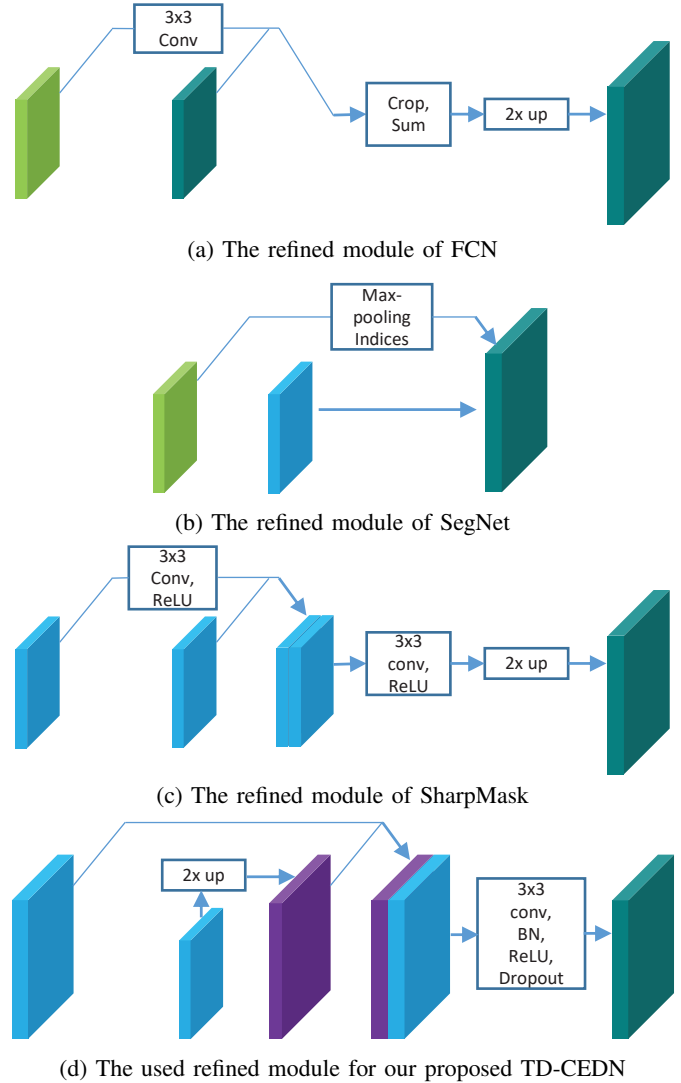 3x3
Conv
Crop,
Sum
2x up
(a) The refined module of FCN
Max-
pooling
Indices
(b) The refined module of SegNet
3x3
Conv,
ReLU
3x3
conv,
ReLU
2x up
(c) The refined module of SharpMask
2x up
3x3
conv,
BN,
ReLU,
Dropout
(d) The used refined module for our proposed TD-CEDN